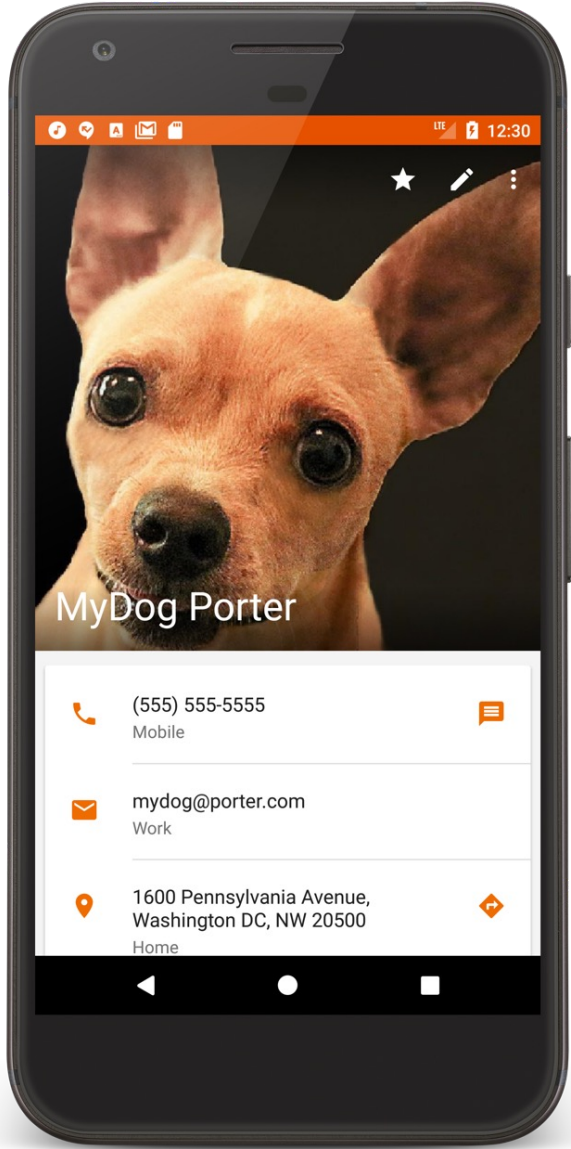 LTE 12:30
MyDog Porter
(555) 555-5555
Mobile
mydog@porter.com
Work
1600 Pennsylvania Avenue,
Washington DC, NW 20500
Home